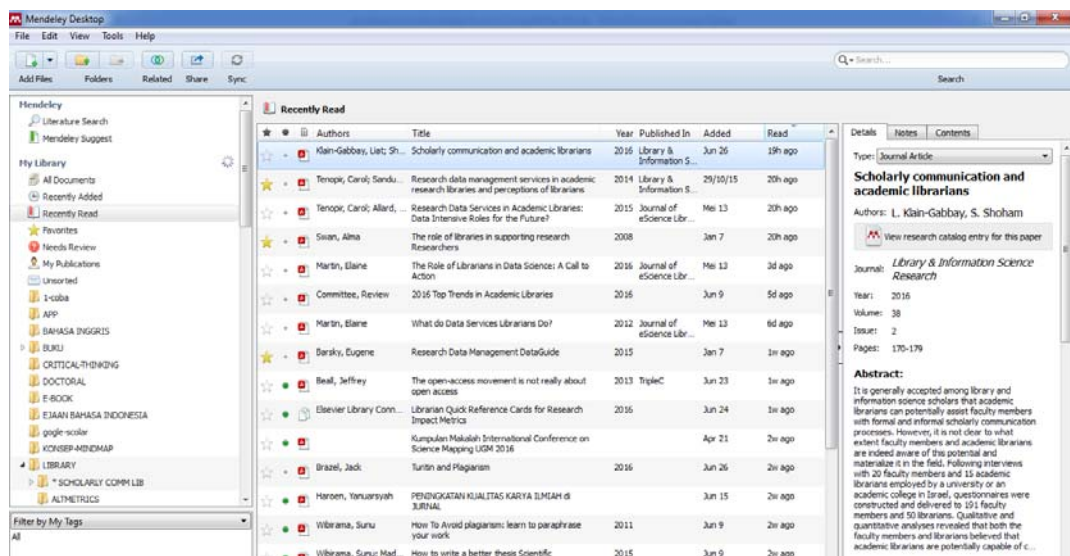 Mendeley Desktop
File Edit View Tools Help
Add Files Folders Related Share Sync
Search...
Search
Mendeley
Literature Search
Mendeley Suggest
My Library
All Documents
Recently Added
Recently Read
Favorites
Needs Review
My Publications
Unsorted
1-coba
APP
BAHASA INGGRIS
BUKU
CRITICAL-THINKING
DOCTORAL
E-BOOK
EJAAN BAHASA INDONESIA
gogle-scolar
KONSEP-MINDMAP
LIBRARY
* SCHOLARLY COMM LIB
ALTMETRICS
Filter by My Tags
All
Recently Read
Authors Title Year Published In Added Read
Klain-Gabbay, Liat; Sh... Scholarly communication and academic librarians 2016 Library & Jun 26 19h ago
Information S...
Tenopir, Carol; Sandu... Research data management services in academic 2014 Library & 29/10/15 20h ago
research libraries and perceptions of librarians Information S...
Tenopir, Carol; Allard, ... Research Data Services in Academic Libraries: 2015 Journal of Mei 13 20h ago
Data Intensive Roles for the Future? eScience Libr...
Swan, Alma The role of libraries in supporting research 2008 Jan 7 20h ago
Researchers
Martin, Elaine The Role of Librarians in Data Science: A Call to 2016 Journal of Mei 13 3d ago
Action eScience Libr...
Committee, Review 2016 Top Trends in Academic Libraries 2016 Jun 9 5d ago
Martin, Elaine What do Data Services Librarians Do? 2012 Journal of Mei 13 6d ago
eScience Libr...
Barsky, Eugene Research Data Management DataGuide 2015 Jan 7 1w ago
Beall, Jeffrey The open-access movement is not really about 2013 TripleC Jun 23 1w ago
open access
Elsevier Library Conn... Librarian Quick Reference Cards for Research 2016 Jun 24 1w ago
Impact Metrics
Kumpulan Makalah International Conference on Apr 21 2w ago
Science Mapping UGM 2016
Brazel, Jack Turitin and Plagianism 2016 Jun 26 2w ago
Haroen, Yanuarsyah PENINGKATAN KUALITAS KARYA ILMIAH di Jun 15 2w ago
JURNAL
Wibirama, Sunu How To Avoid plagiarism: learn to paraphrase 2011 Jun 9 2w ago
your work
Wibirama, Sunu; Mad... How to write a better thesis Scientific 2015 Jun 9 2w ago
Details Notes Contents
Type: Journal Article
Scholarly communication and
academic librarians
Authors: L. Klain-Gabbay, S. Shoham
View research catalog entry for this paper
Journal: Library & Information Science
Research
Year: 2016
Volume: 38
Issue: 2
Pages: 170-179
Abstract:
It is generally accepted among library and
information science scholars that academic
librarians can potentially assist faculty members
with formal and informal scholarly communication
processes. However, it is not clear to what
extent faculty members and academic librarians
are indeed aware of this potential and
materialize it in the field. Following interviews
with 20 faculty members and 15 academic
librarians employed by a university or an
academic college in Israel, questionnaires were
constructed and delivered to 191 faculty
members and 50 librarians. Qualitative and
quantitative analyses revealed that both the
faculty members and librarians believed that
academic librarians are potentially capable of c...